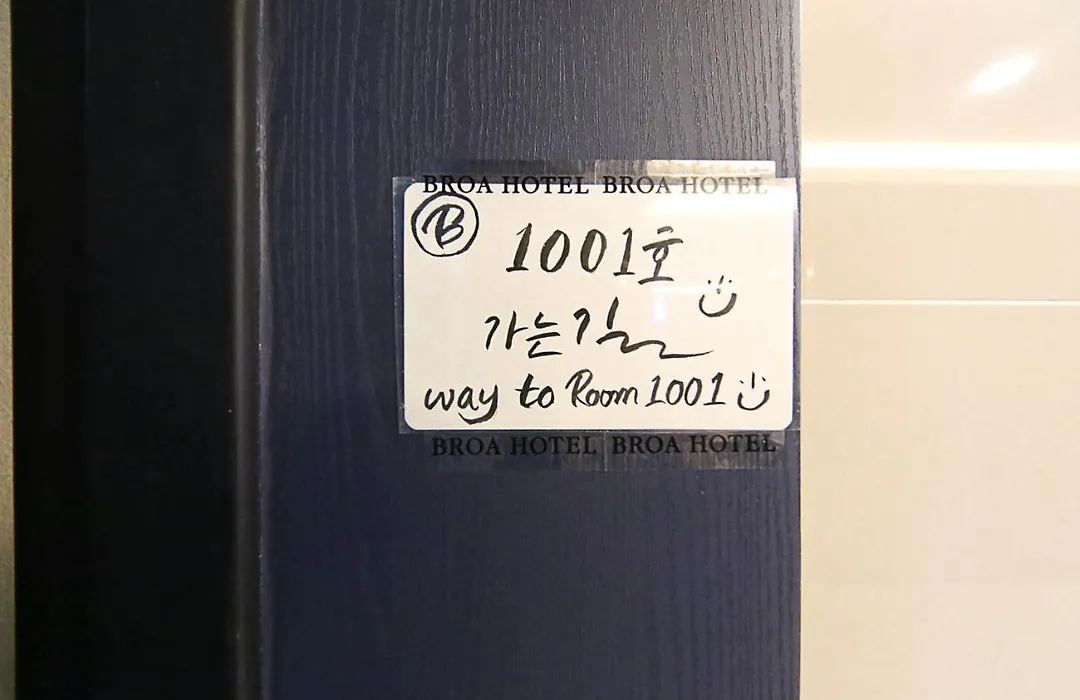 BROA HOTEL BROA HOTEL
B
1001호
가는길
way to Room 1001
BROA HOTEL BROA HOTEL